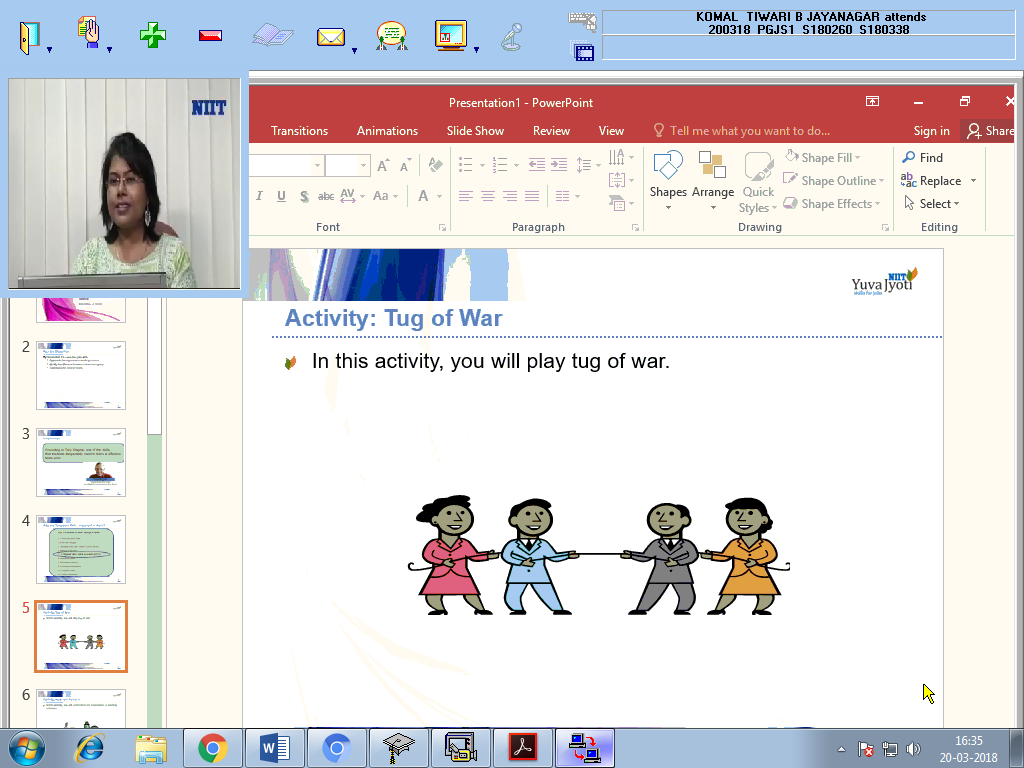 KOMAL TIWARI B JAYANAGAR attends
200318 PGJS1 S180260 S180338
NIIT
Presentation1 - PowerPoint
Transitions Animations Slide Show Review View Tell me what you want to do... Sign in Share
I U S abc AV Aa A
A A
Font
Paragraph
Shapes Arrange Quick Styles
Shape Fill
Shape Outline
Shape Effects
Drawing
Find
Replace
Select
Editing
NIIT
Yuva Jyoti
Activity: Tug of War
In this activity, you will play tug of war.
2
3
4
5
6
16:35
20-03-2018